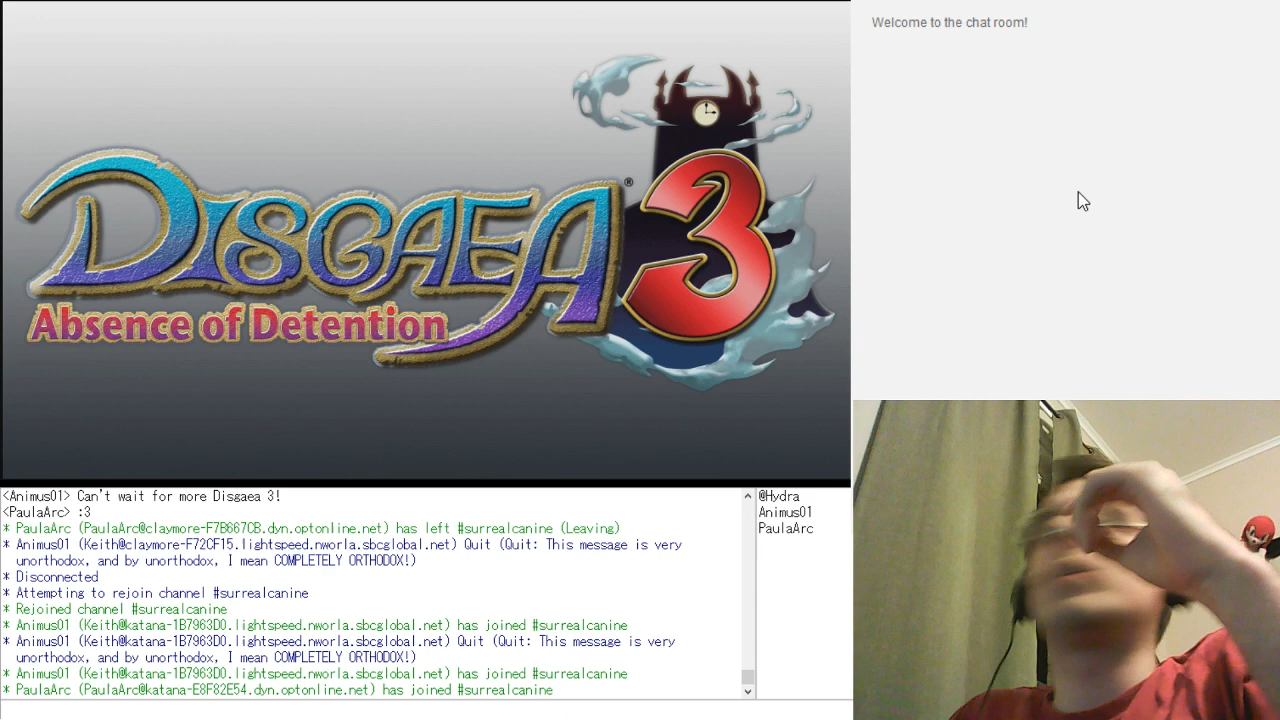 Welcome to the chat room!
DISGAEA 3
®
Absence of Detention
<Animus01> Can't wait for more Disgaea 3!
<PaulaArc> :3
* PaulaArc (PaulaArc@claymore-F7B667CB.dyn.optonline.net) has left #surrealcanine (Leaving)
* Animus01 (Keith@claymore-F72CF15.lightspeed.nworla.sbcglobal.net) Quit (Quit: This message is very
unorthodox, and by unorthodox, I mean COMPLETELY ORTHODOX!)
* Disconnected
* Attempting to rejoin channel #surrealcanine
* Rejoined channel #surrealcanine
* Animus01 (Keith@katana-1B7963D0.lightspeed.nworla.sbcglobal.net) has joined #surrealcanine
* Animus01 (Keith@katana-1B7963D0.lightspeed.nworla.sbcglobal.net) Quit (Quit: This message is very
unorthodox, and by unorthodox, I mean COMPLETELY ORTHODOX!)
* Animus01 (Keith@katana-1B7963D0.lightspeed.nworla.sbcglobal.net) has joined #surrealcanine
* PaulaArc (PaulaArc@katana-E8F82E54.dyn.optonline.net) has joined #surrealcanine
@Hydra
Animus01
PaulaArc